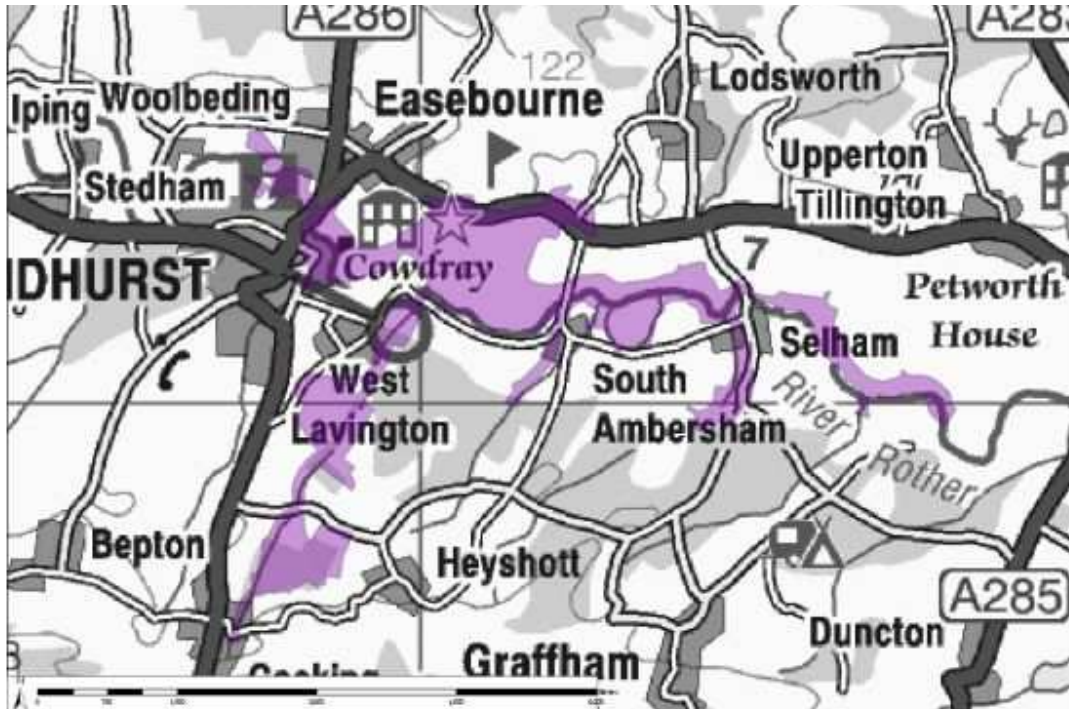 A286
122
Easebourne
Lodsworth
Iping
Woolbeding
Upperton
Stedham
Tillington
Cowdray
7
IDHURST
Petworth
House
Selham
West
Lavington
South
Ambersham
River
Rother
Bepton
Heyshott
A285
Duncton
Graffham